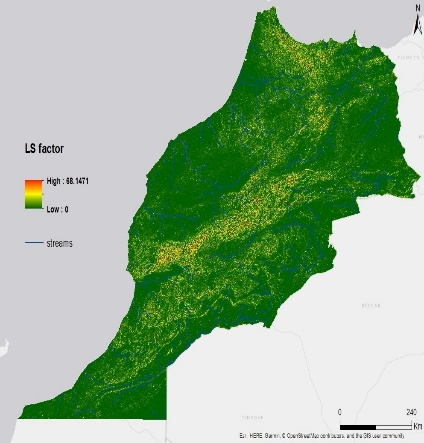 N
LS factor
High : 68.1471
Low : 0
streams
0 240
Km
Esri, HERE, Garmin, © OpenStreetMap contributors, and the GIS user community